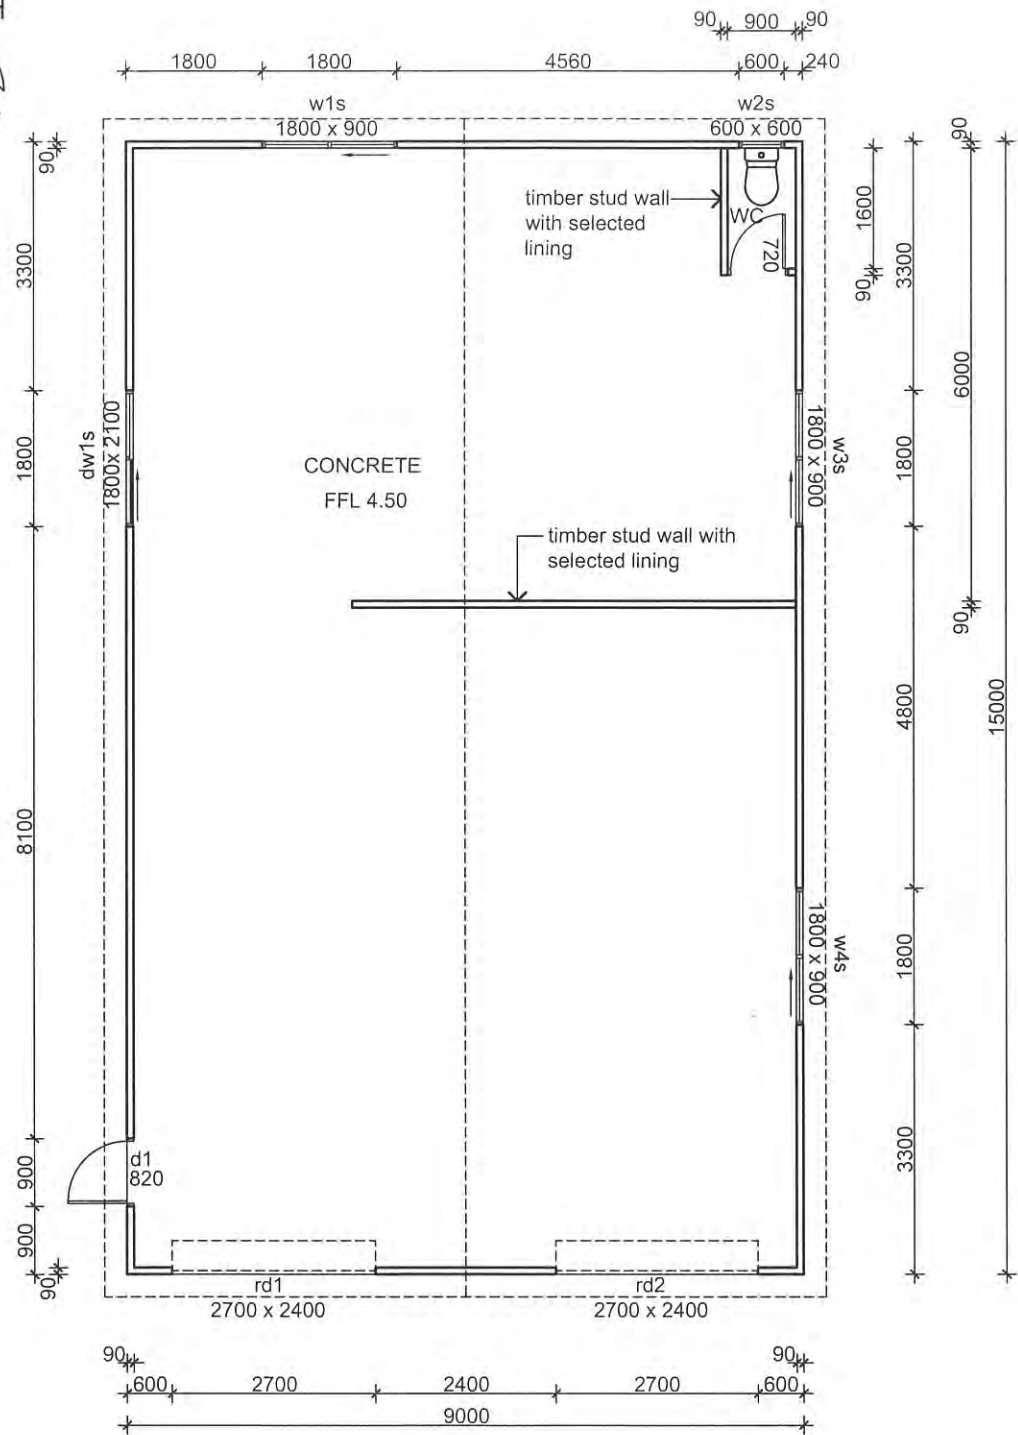 90 900 90
1800 1800 4560 600 240
w1s
1800 x 900
w2s
600 x 600
90
90
timber stud wall
with selected
lining
WC
720
1600
90
3300
3300
6000
dw1s
1800x 2100
1800
CONCRETE
FFL 4.50
1800 x 900
w3s
1800
timber stud wall with
selected lining
90
4800
15000
8100
1800 x 900
w4s
1800
3300
d1
820
900
900
90
rd1
2700 x 2400
rd2
2700 x 2400
90 90
600 2700 2400 2700 600
9000